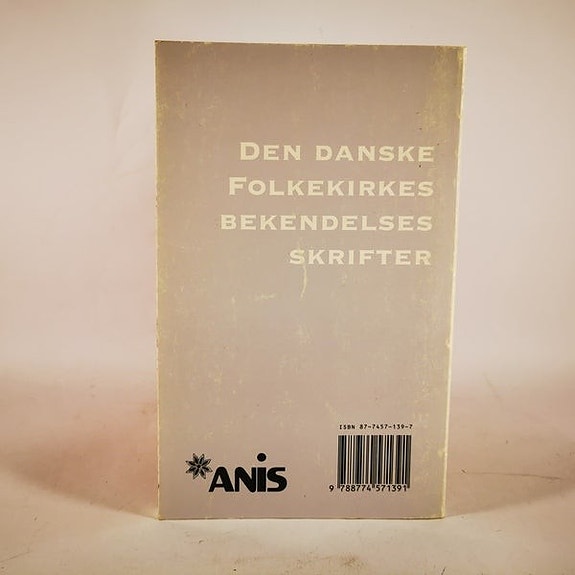 DEN DANSKE
FOLKEKIRKES
BEKENDELSES
SKRIFTER
ISBN 87-7457-139-7
ANiS
9 788774 571391